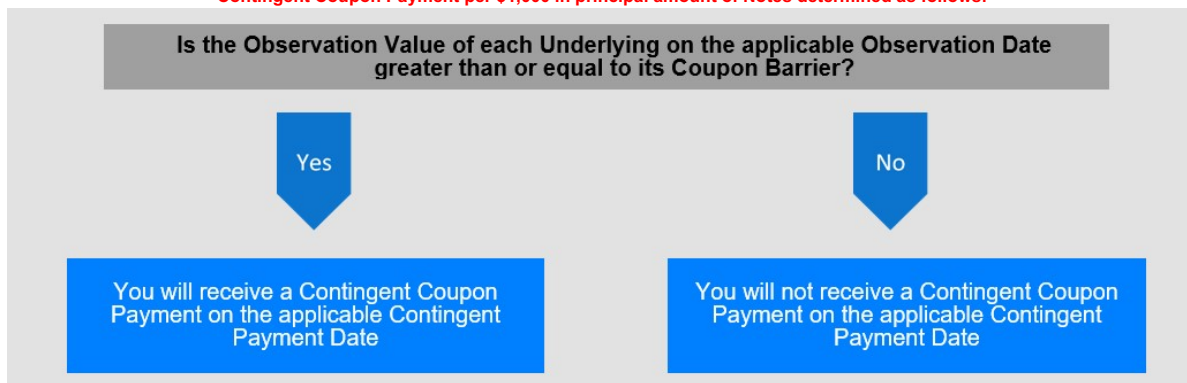 Contingent Coupon Payment per $1,000 in principal amount of Notes determined as follows:
Is the Observation Value of each Underlying on the applicable Observation Date
greater than or equal to its Coupon Barrier?
Yes
No
You will receive a Contingent Coupon
Payment on the applicable Contingent
Payment Date
You will not receive a Contingent Coupon
Payment on the applicable Contingent
Payment Date